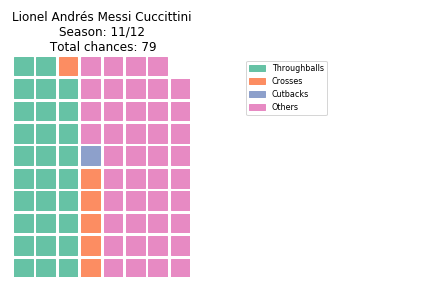 Lionel Andrés Messi Cuccittini
Season: 11/12
Total chances: 79
Throughballs
Crosses
Cutbacks
Others